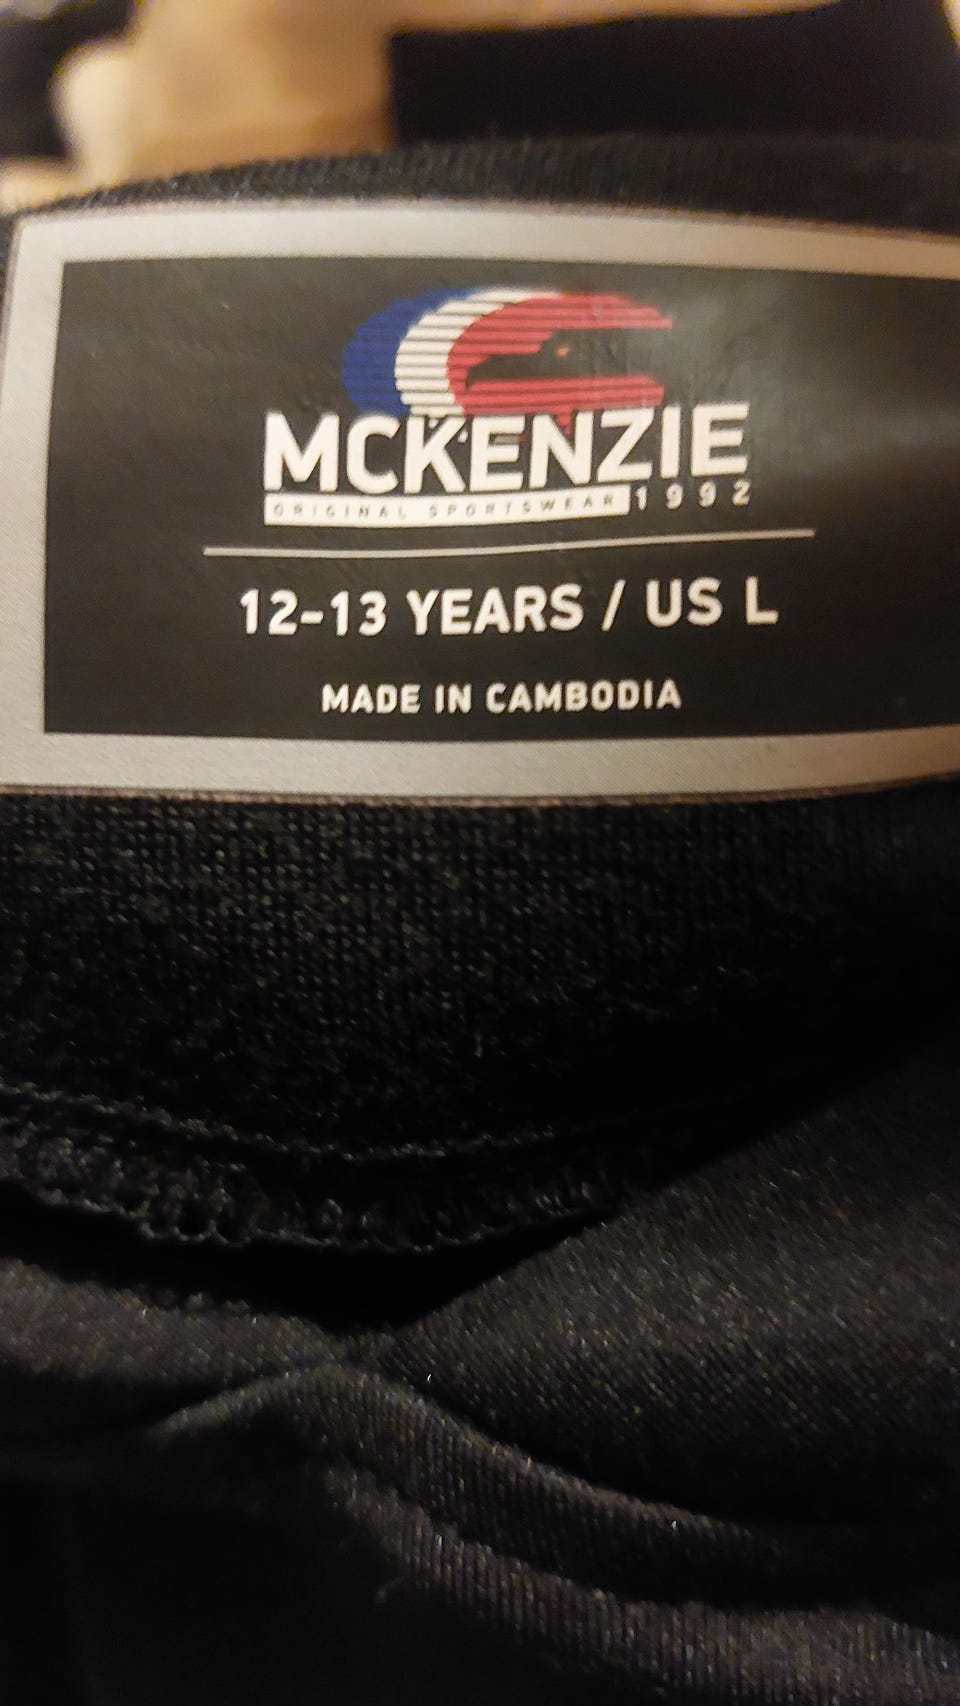 MCKENZIE
ORIGINAL SPORTSWEAR 1992
12-13 YEARS / US L
MADE IN CAMBODIA